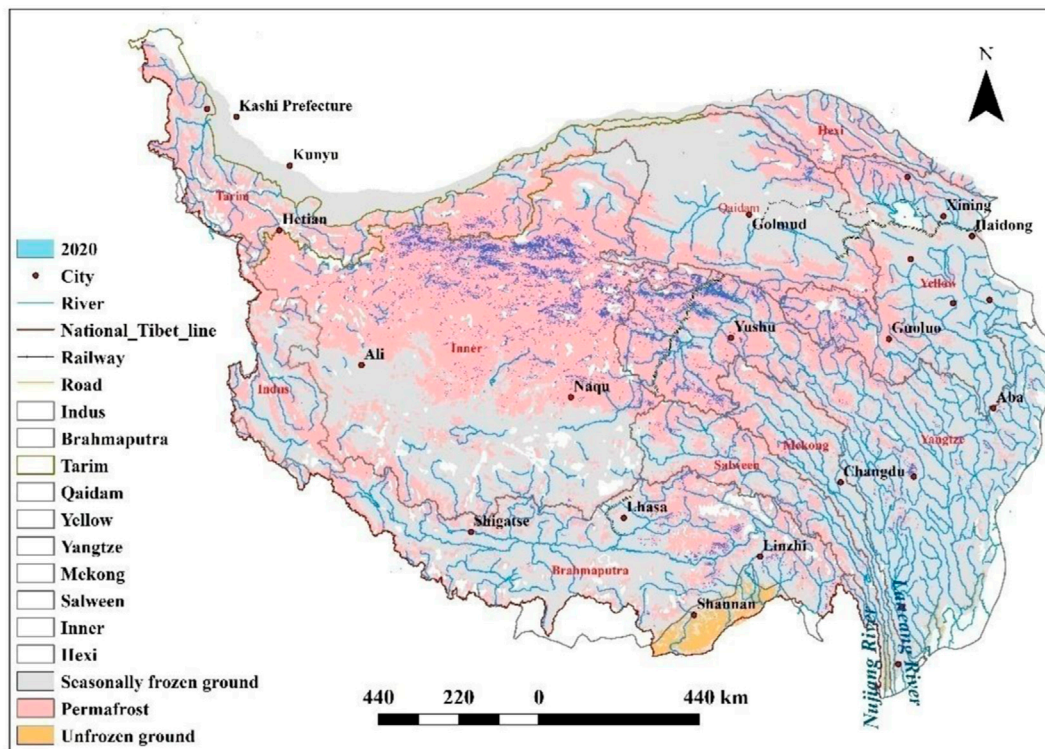 N
Kashi Prefecture
Kunyu
Hexi
Tarim
Hetian
Qaidam
Golmud
Xining
Haidong
Yellow
Yushu
Guoluo
Ali
Inner
Indus
Naqu
Aba
Mekong
Yangtze
Salween
Changdu
Lhasa
Shigatse
Linzhi
Brahmaputra
Shannan
Nujiang River
Lancang River
2020
City
River
National_Tibet_line
Railway
Road
Indus
Brahmaputra
Tarim
Qaidam
Yellow
Yangtze
Mekong
Salween
Inner
Hexi
Seasonally frozen ground
Permafrost
Unfrozen ground
440 220 0 440 km